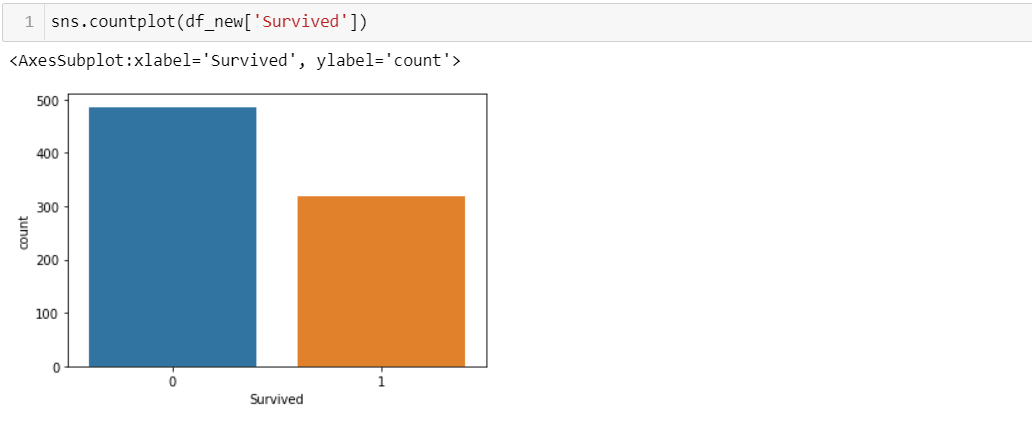 1 sns.countplot(df_new['Survived'])
<AxesSubplot:xlabel='Survived', ylabel='count'>
500
400
300
200
100
0
count
0 1
Survived